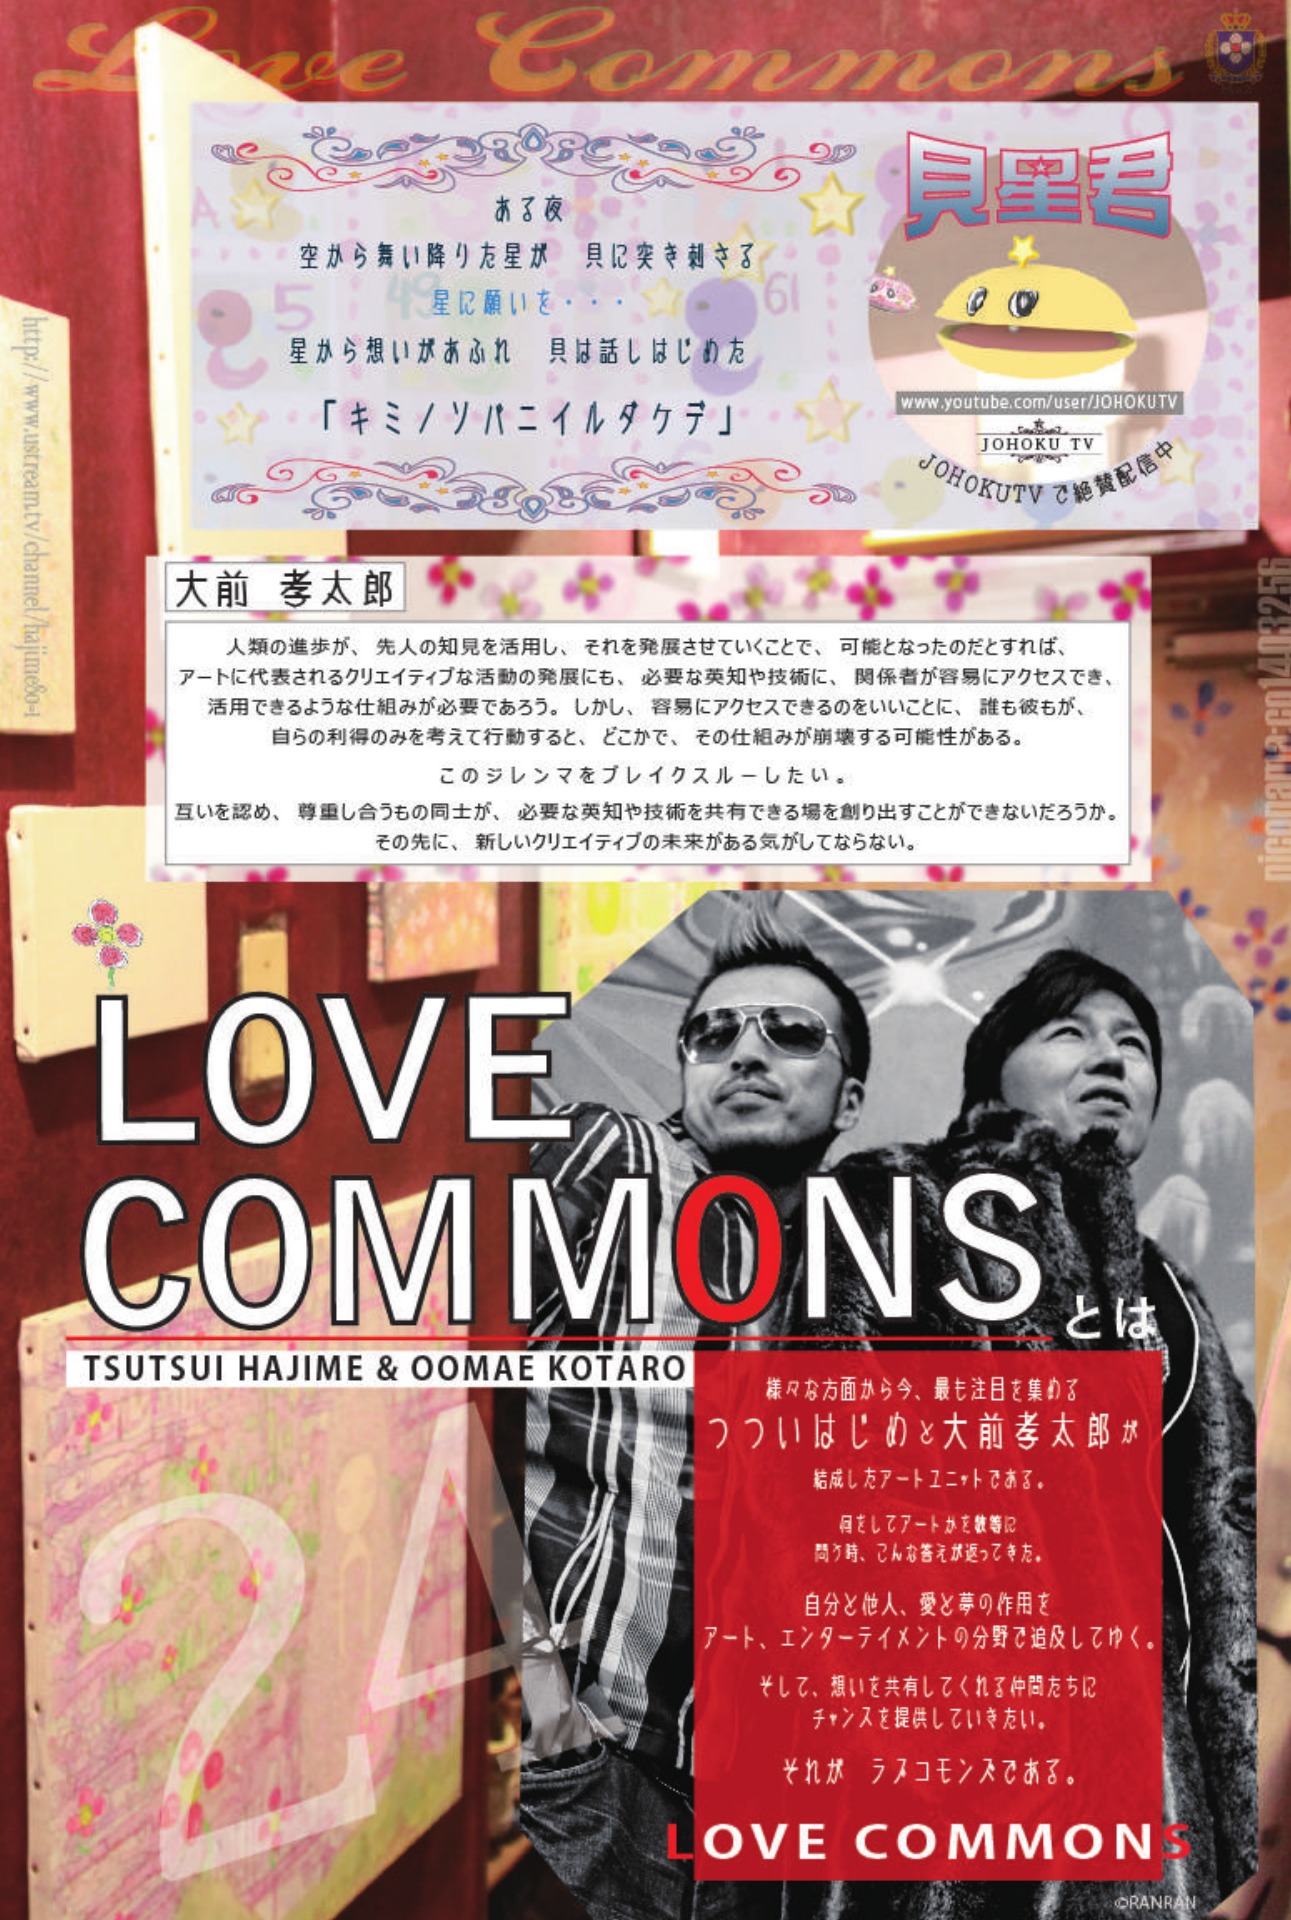 Love Commons
ある夜
空から舞い降りた星が 貝に突き刺さる
星に願いを・・・
星から想いがあふれ 貝は話しはじめた
「キミノソバニイルダケデ」
貝星君
www.youtube.com/user/JOHOKUTV
JOHOKU TV
JOHOKUTVで絶賛配信中
http://www.ustream.tv/channel/hajime80-1
大前 孝太郎
人類の進歩が、先人の知見を活用し、それを発展させていくことで、可能となったのだとすれば、
アートに代表されるクリエイティブな活動の発展にも、必要な英知や技術に、関係者が容易にアクセスでき、
活用できるような仕組みが必要であろう。しかし、容易にアクセスできるのをいいことに、誰も彼もが、
自らの利得のみを考えて行動すると、どこかで、その仕組みが崩壊する可能性がある。
このジレンマをブレイクスルーしたい。
互いを認め、尊重し合うもの同士が、必要な英知や技術を共有できる場を創り出すことができないだろうか。
その先に、新しいクリエイティブの未来がある気がしてならない。
niconama:co1403256
A
5
49
61
LOVE
COMMONS
とは
TSUTSUI HAJIME & OOMAE KOTARO
24
様々な方面から今、最も注目を集める
つついはじめと大前孝太郎が
結成したアートユニットである。
何をしてアートかを彼等に
問う時、こんな答えが返ってきた。
自分と他人、愛と夢の作用を
アート、エンターテイメントの分野で追及してゆく。
そして、想いを共有してくれる仲間たちに
チャンスを提供していきたい。
それが ラヌコモンズである。
LOVE COMMONS
©RANRAN